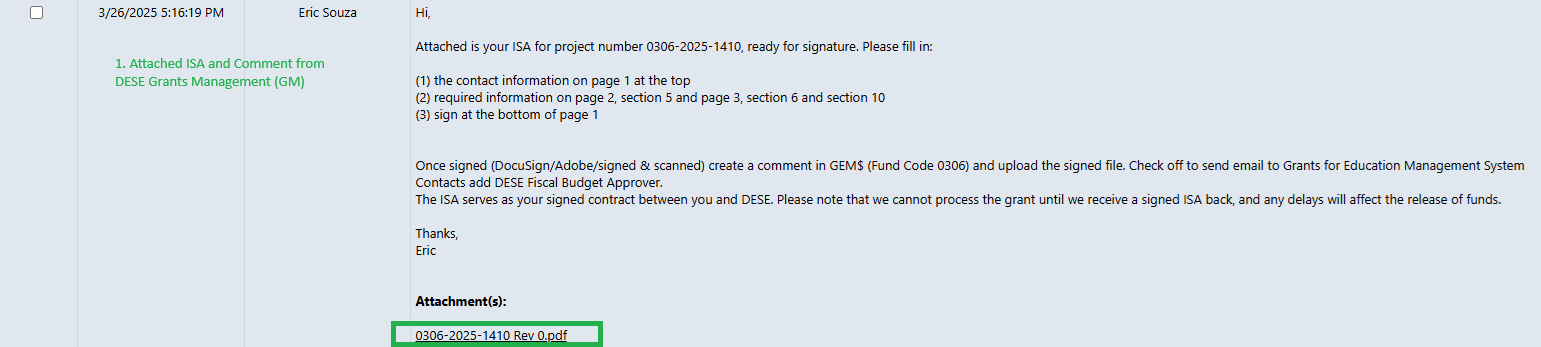 3/26/2025 5:16:19 PM
Eric Souza
Hi,
1. Attached ISA and Comment from
DESE Grants Management (GM)
Attached is your ISA for project number 0306-2025-1410, ready for signature. Please fill in:
(1) the contact information on page 1 at the top
(2) required information on page 2, section 5 and page 3, section 6 and section 10
(3) sign at the bottom of page 1
Once signed (DocuSign/Adobe/signed & scanned) create a comment in GEM$ (Fund Code 0306) and upload the signed file. Check off to send email to Grants for Education Management System
Contacts add DESE Fiscal Budget Approver.
The ISA serves as your signed contract between you and DESE. Please note that we cannot process the grant until we receive a signed ISA back, and any delays will affect the release of funds.
Thanks,
Eric
Attachment(s):
0306-2025-1410 Rev 0.pdf